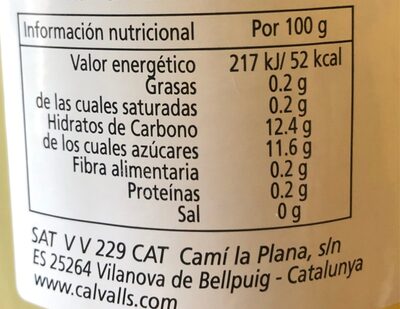 Información nutricional Por 100 g
Valor energético 217 kJ/ 52 kcal
Grasas 0.2 g
de las cuales saturadas 0.2 g
Hidratos de Carbono 12.4 g
de los cuales azúcares 11.6 g
Fibra alimentaria 0.2 g
Proteínas 0.2 g
Sal 0 g
SAT V V 229 CAT Camí la Plana, s/n
ES 25264 Vilanova de Bellpuig - Catalunya
www.calvalls.com